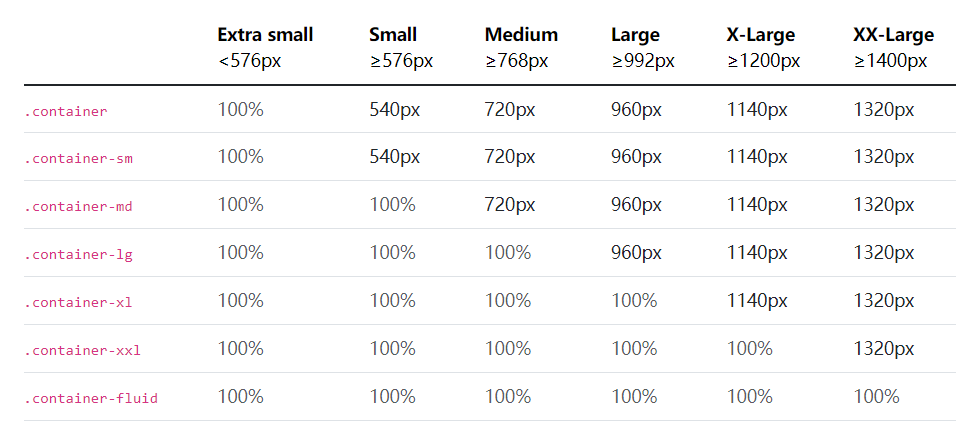 Extra small Small Medium Large X-Large XX-Large
<576px ≥576px ≥768px ≥992px ≥1200px ≥1400px
.container 100% 540px 720px 960px 1140px 1320px
.container-sm 100% 540px 720px 960px 1140px 1320px
.container-md 100% 100% 720px 960px 1140px 1320px
.container-lg 100% 100% 100% 960px 1140px 1320px
.container-xl 100% 100% 100% 100% 1140px 1320px
.container-xxl 100% 100% 100% 100% 100% 1320px
.container-fluid 100% 100% 100% 100% 100% 100%